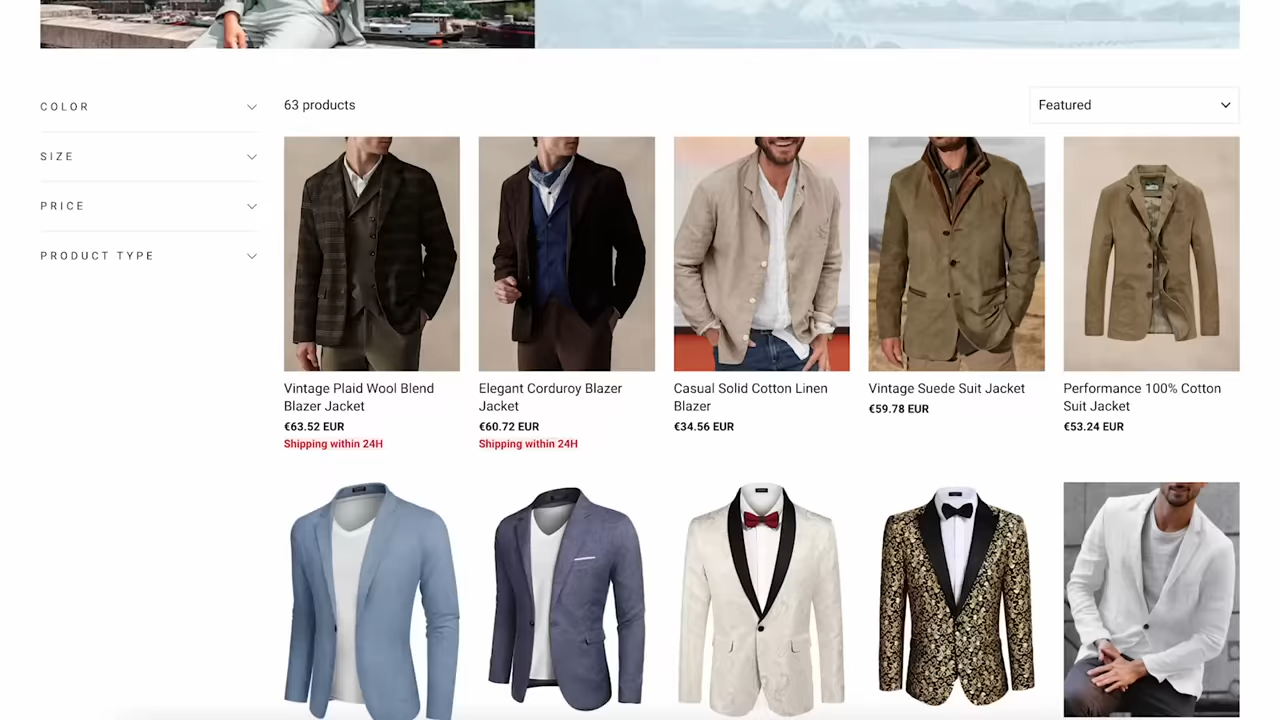 COLOR
63 products
Featured
SIZE
PRICE
PRODUCT TYPE
Vintage Plaid Wool Blend
Blazer Jacket
€63.52 EUR
Shipping within 24H
Elegant Corduroy Blazer
Jacket
€60.72 EUR
Shipping within 24H
Casual Solid Cotton Linen
Blazer
€34.56 EUR
Vintage Suede Suit Jacket
€59.78 EUR
Performance 100% Cotton
Suit Jacket
€53.24 EUR